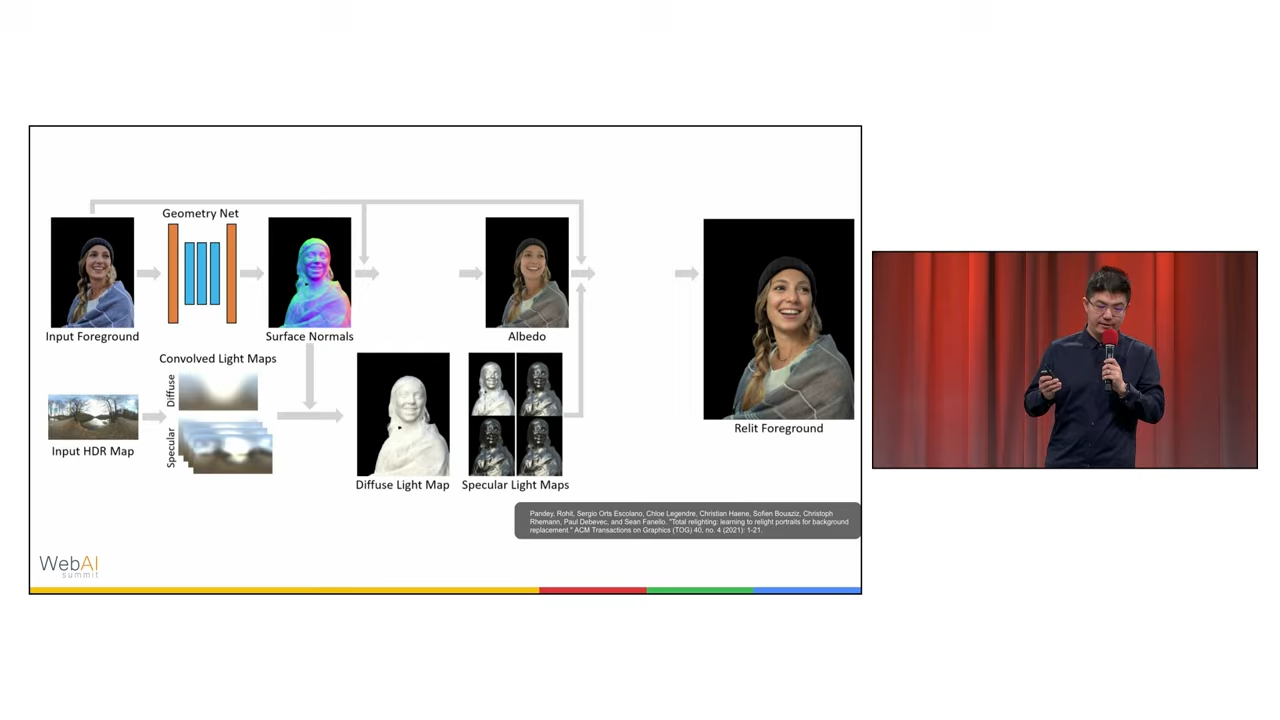 Geometry Net
Input Foreground
Surface Normals
Albedo
Convolved Light Maps
Diffuse
Specular
Input HDR Map
Diffuse Light Map
Specular Light Maps
Relit Foreground
Pandey, Rohit, Sergio Orts Escolano, Chloe Legendre, Christian Haene, Sofien Bouaziz, Christoph
Rhemann, Paul Debevec, and Sean Fanello. "Total relighting: learning to relight portraits for background
replacement." ACM Transactions on Graphics (TOG) 40, no. 4 (2021): 1-21.
WebAI
summit